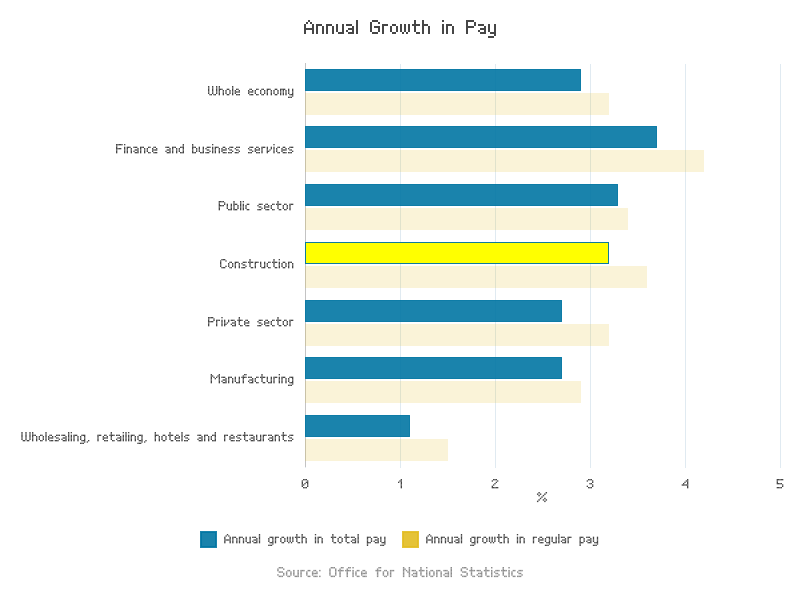 Annual Growth in Pay
Whole economy
Finance and business services
Public sector
Construction
Private sector
Manufacturing
Wholesaling, retailing, hotels and restaurants
0 1 2 3 4 5
%
Annual growth in total pay Annual growth in regular pay
Source: Office for National Statistics